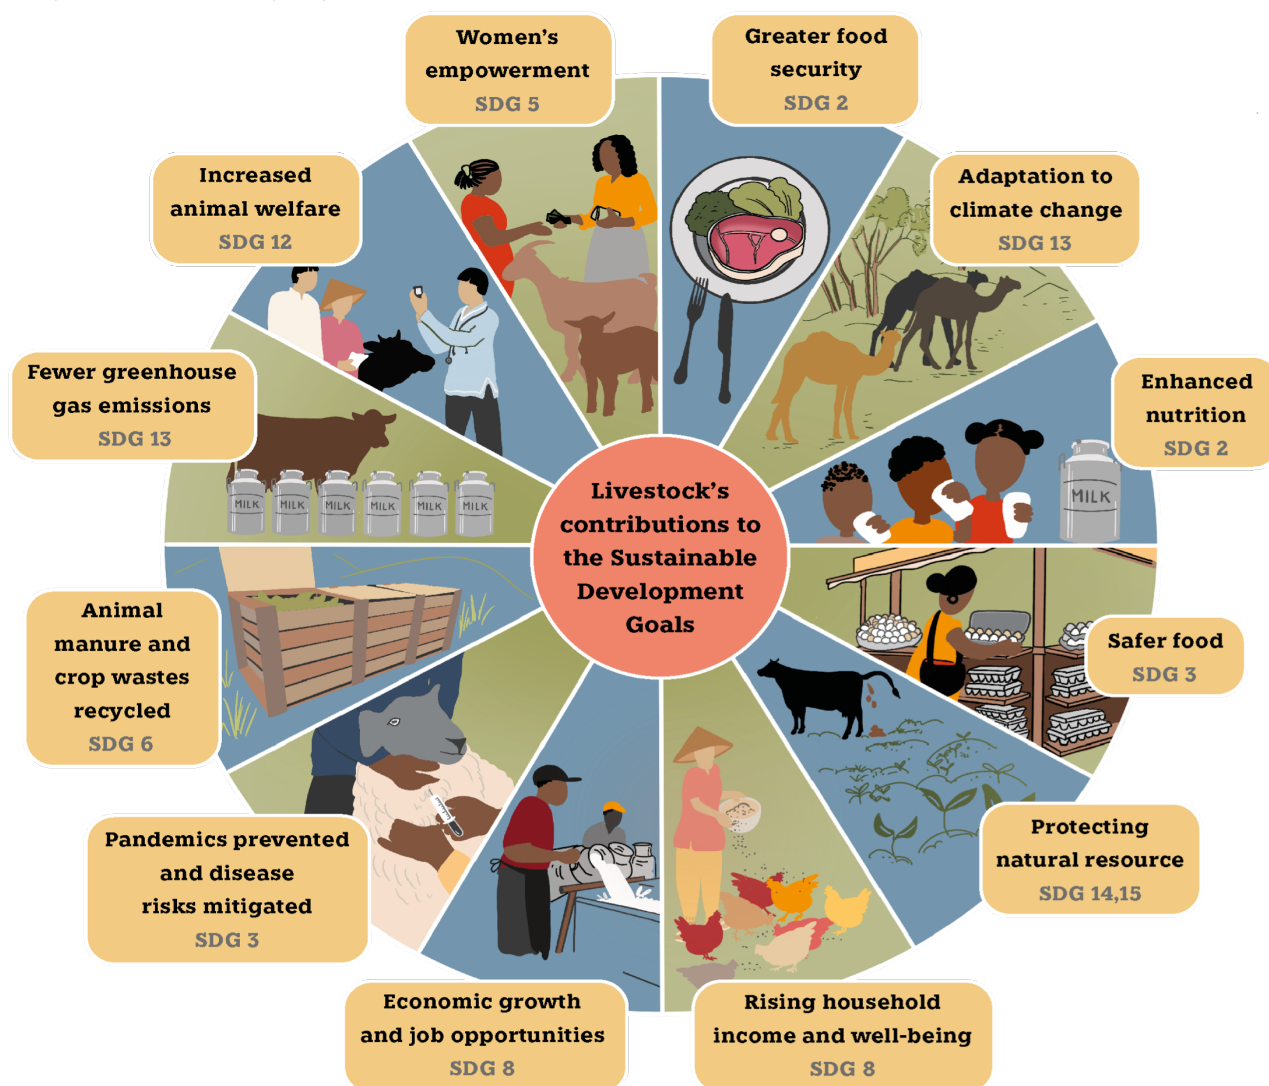 Women's
empowerment
SDG 5
Greater food
security
SDG 2
Increased
animal welfare
SDG 12
Adaptation to
climate change
SDG 13
Fewer greenhouse
gas emissions
SDG 13
Enhanced
nutrition
SDG 2
MILK
MILK
MILK
MILK
MILK
MILK
MILK
Livestock's
contributions to
the Sustainable
Development
Goals
Animal
manure and
crop wastes
recycled
SDG 6
Safer food
SDG 3
Pandemics prevented
and disease
risks mitigated
SDG 3
Protecting
natural resource
SDG 14,15
Economic growth
and job opportunities
SDG 8
Rising household
income and well-being
SDG 8